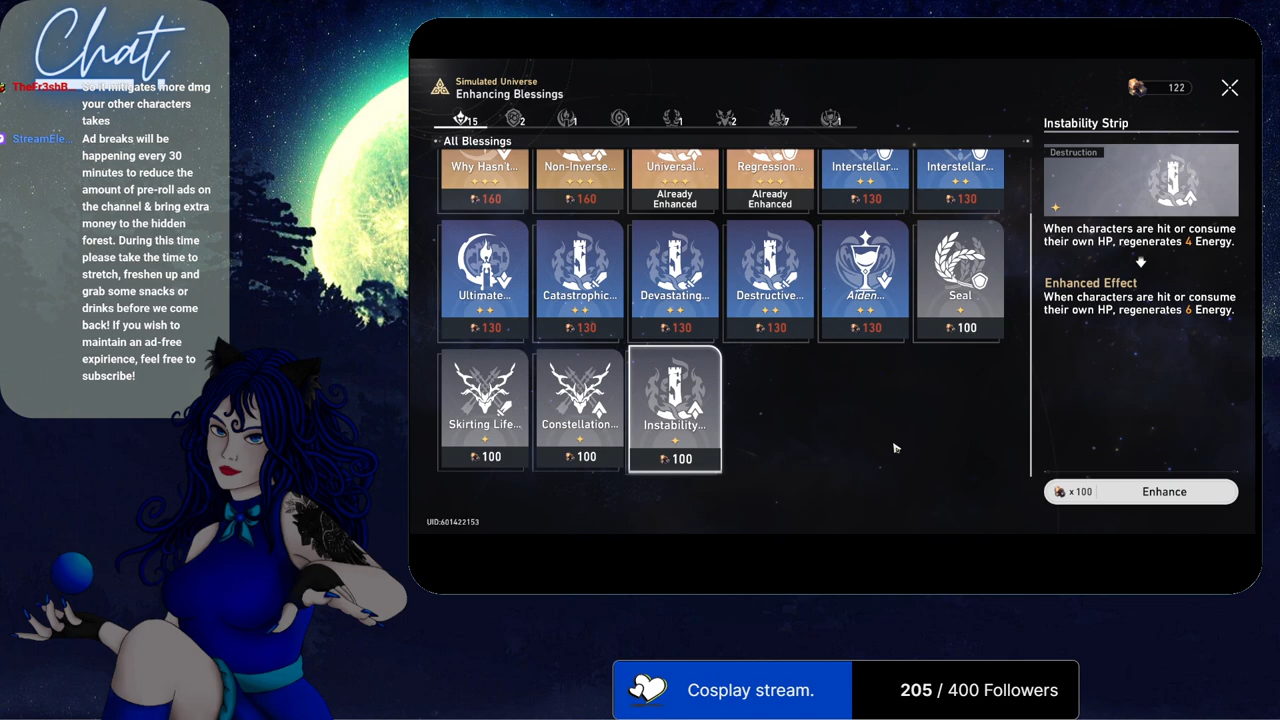 Chat
TheFr3shB... So it mitigates more dmg
your other characters
takes
StreamEle... Ad breaks will be
happening every 30
minutes to reduce the
amount of pre-roll ads on
the channel & bring extra
money to the hidden
forest. During this time
please take the time to
stretch, freshen up and
grab some snacks or
drinks before we come
back! If you wish to
maintain an ad-free
expirience, feel free to
subscribe!
Simulated Universe
Enhancing Blessings
122
15 2 1 1 1 2 7 1
All Blessings
Why Hasn't... Non-Inverse... Universal... Regression... Interstellar... Interstellar...
160 160 Already Enhanced Already Enhanced 130 130
Ultimate... Catastrophic... Devastating... Destructive... Aiden... Seal
130 130 130 130 130 100
Skirting Life... Constellation... Instability...
100 100 100
UID:601422153
Instability Strip
Destruction
When characters are hit or consume
their own HP, regenerates 4 Energy.
Enhanced Effect
When characters are hit or consume
their own HP, regenerates 6 Energy.
x 100 Enhance
Cosplay stream. 205 / 400 Followers